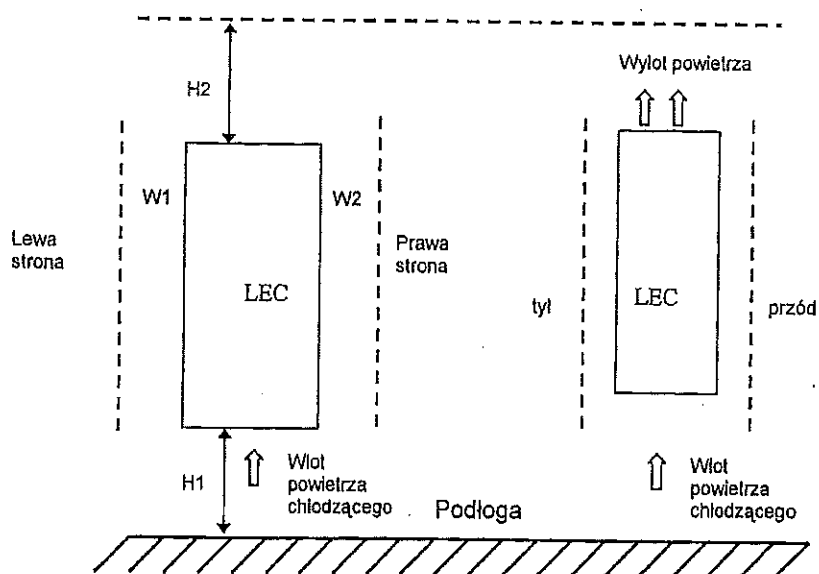 H2
Wylot powietrza
W1
W2
Lewa
strona
Prawa
strona
LEC
tył
LEC
przód
H1
Wlot
powietrza
chłodzącego
Podłoga
Wlot
powietrza
chłodzącego